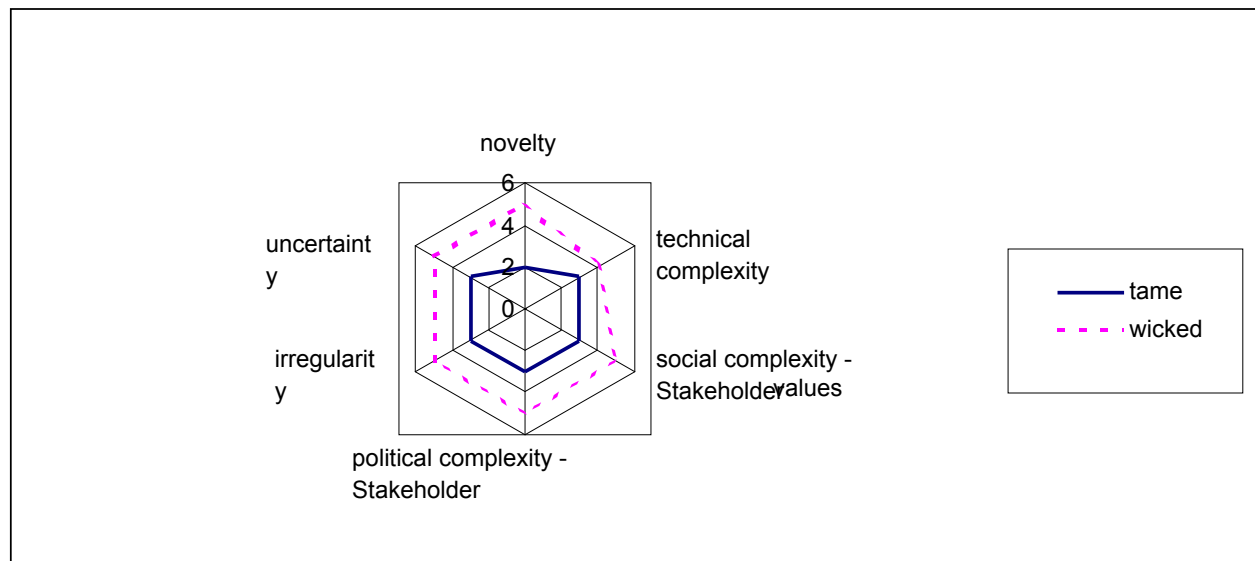 novelty
6
4
2
0
uncertaint
y
technical
complexity
irregularit
y
social complexity -
Stakeholder
values
political complexity -
Stakeholder
tame
wicked